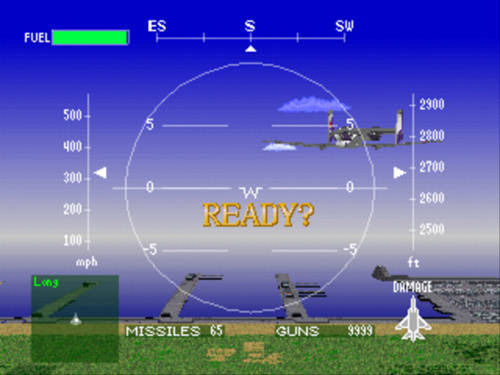 FUEL
ES S SW
500
400
300
200
100
mph
5 5
0 0
-5 -5
2900
2800
2700
2600
2500
ft
READY?
Long
DAMAGE
MISSILES 65 GUNS 9999